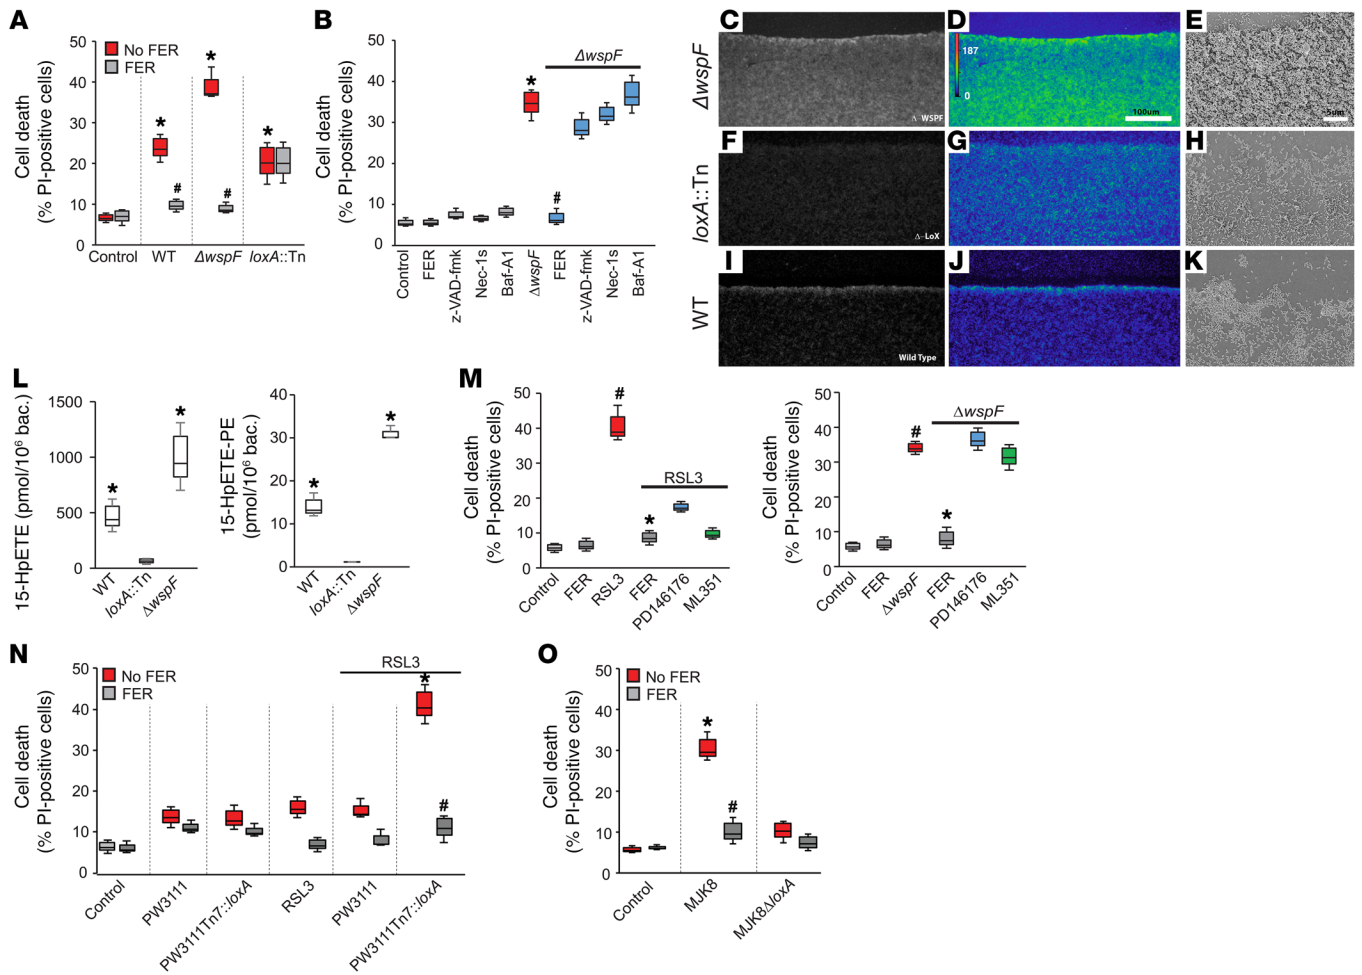 A
Cell death
(% PI-positive cells)
50
40
30
20
10
0
No FER
FER
*
*
*
#
#
Control
WT
ΔwspF
loxA::Tn
B
Cell death
(% PI-positive cells)
50
40
30
20
10
0
ΔwspF
*
#
Control
FER
z-VAD-fmk
Nec-1s
Baf-A1
ΔwspF
FER
z-VAD-fmk
Nec-1s
Baf-A1
ΔwspF
C
Δ-WSPF
D
187
0
100um
E
5um
loxA::Tn
F
Δ-LoX
G
H
WT
I
Wild Type
J
K
L
15-HpETE (pmol/10⁶ bac.)
1500
1000
500
0
*
*
WT
loxA::Tn
ΔwspF
15-HpETE-PE
(pmol/10⁶ bac.)
40
30
20
10
0
*
*
WT
loxA::Tn
ΔwspF
M
Cell death
(% PI-positive cells)
50
40
30
20
10
0
#
RSL3
*
Control
FER
RSL3
FER
PD146176
ML351
Cell death
(% PI-positive cells)
50
40
30
20
10
0
ΔwspF
#
*
Control
FER
ΔwspF
FER
PD146176
ML351
N
Cell death
(% PI-positive cells)
50
40
30
20
10
0
No FER
FER
RSL3
*
#
Control
PW3111
PW3111Tn7::loxA
RSL3
PW3111
PW3111Tn7::loxA
O
Cell death
(% PI-positive cells)
50
40
30
20
10
0
No FER
FER
*
#
Control
MJK8
MJK8ΔloxA